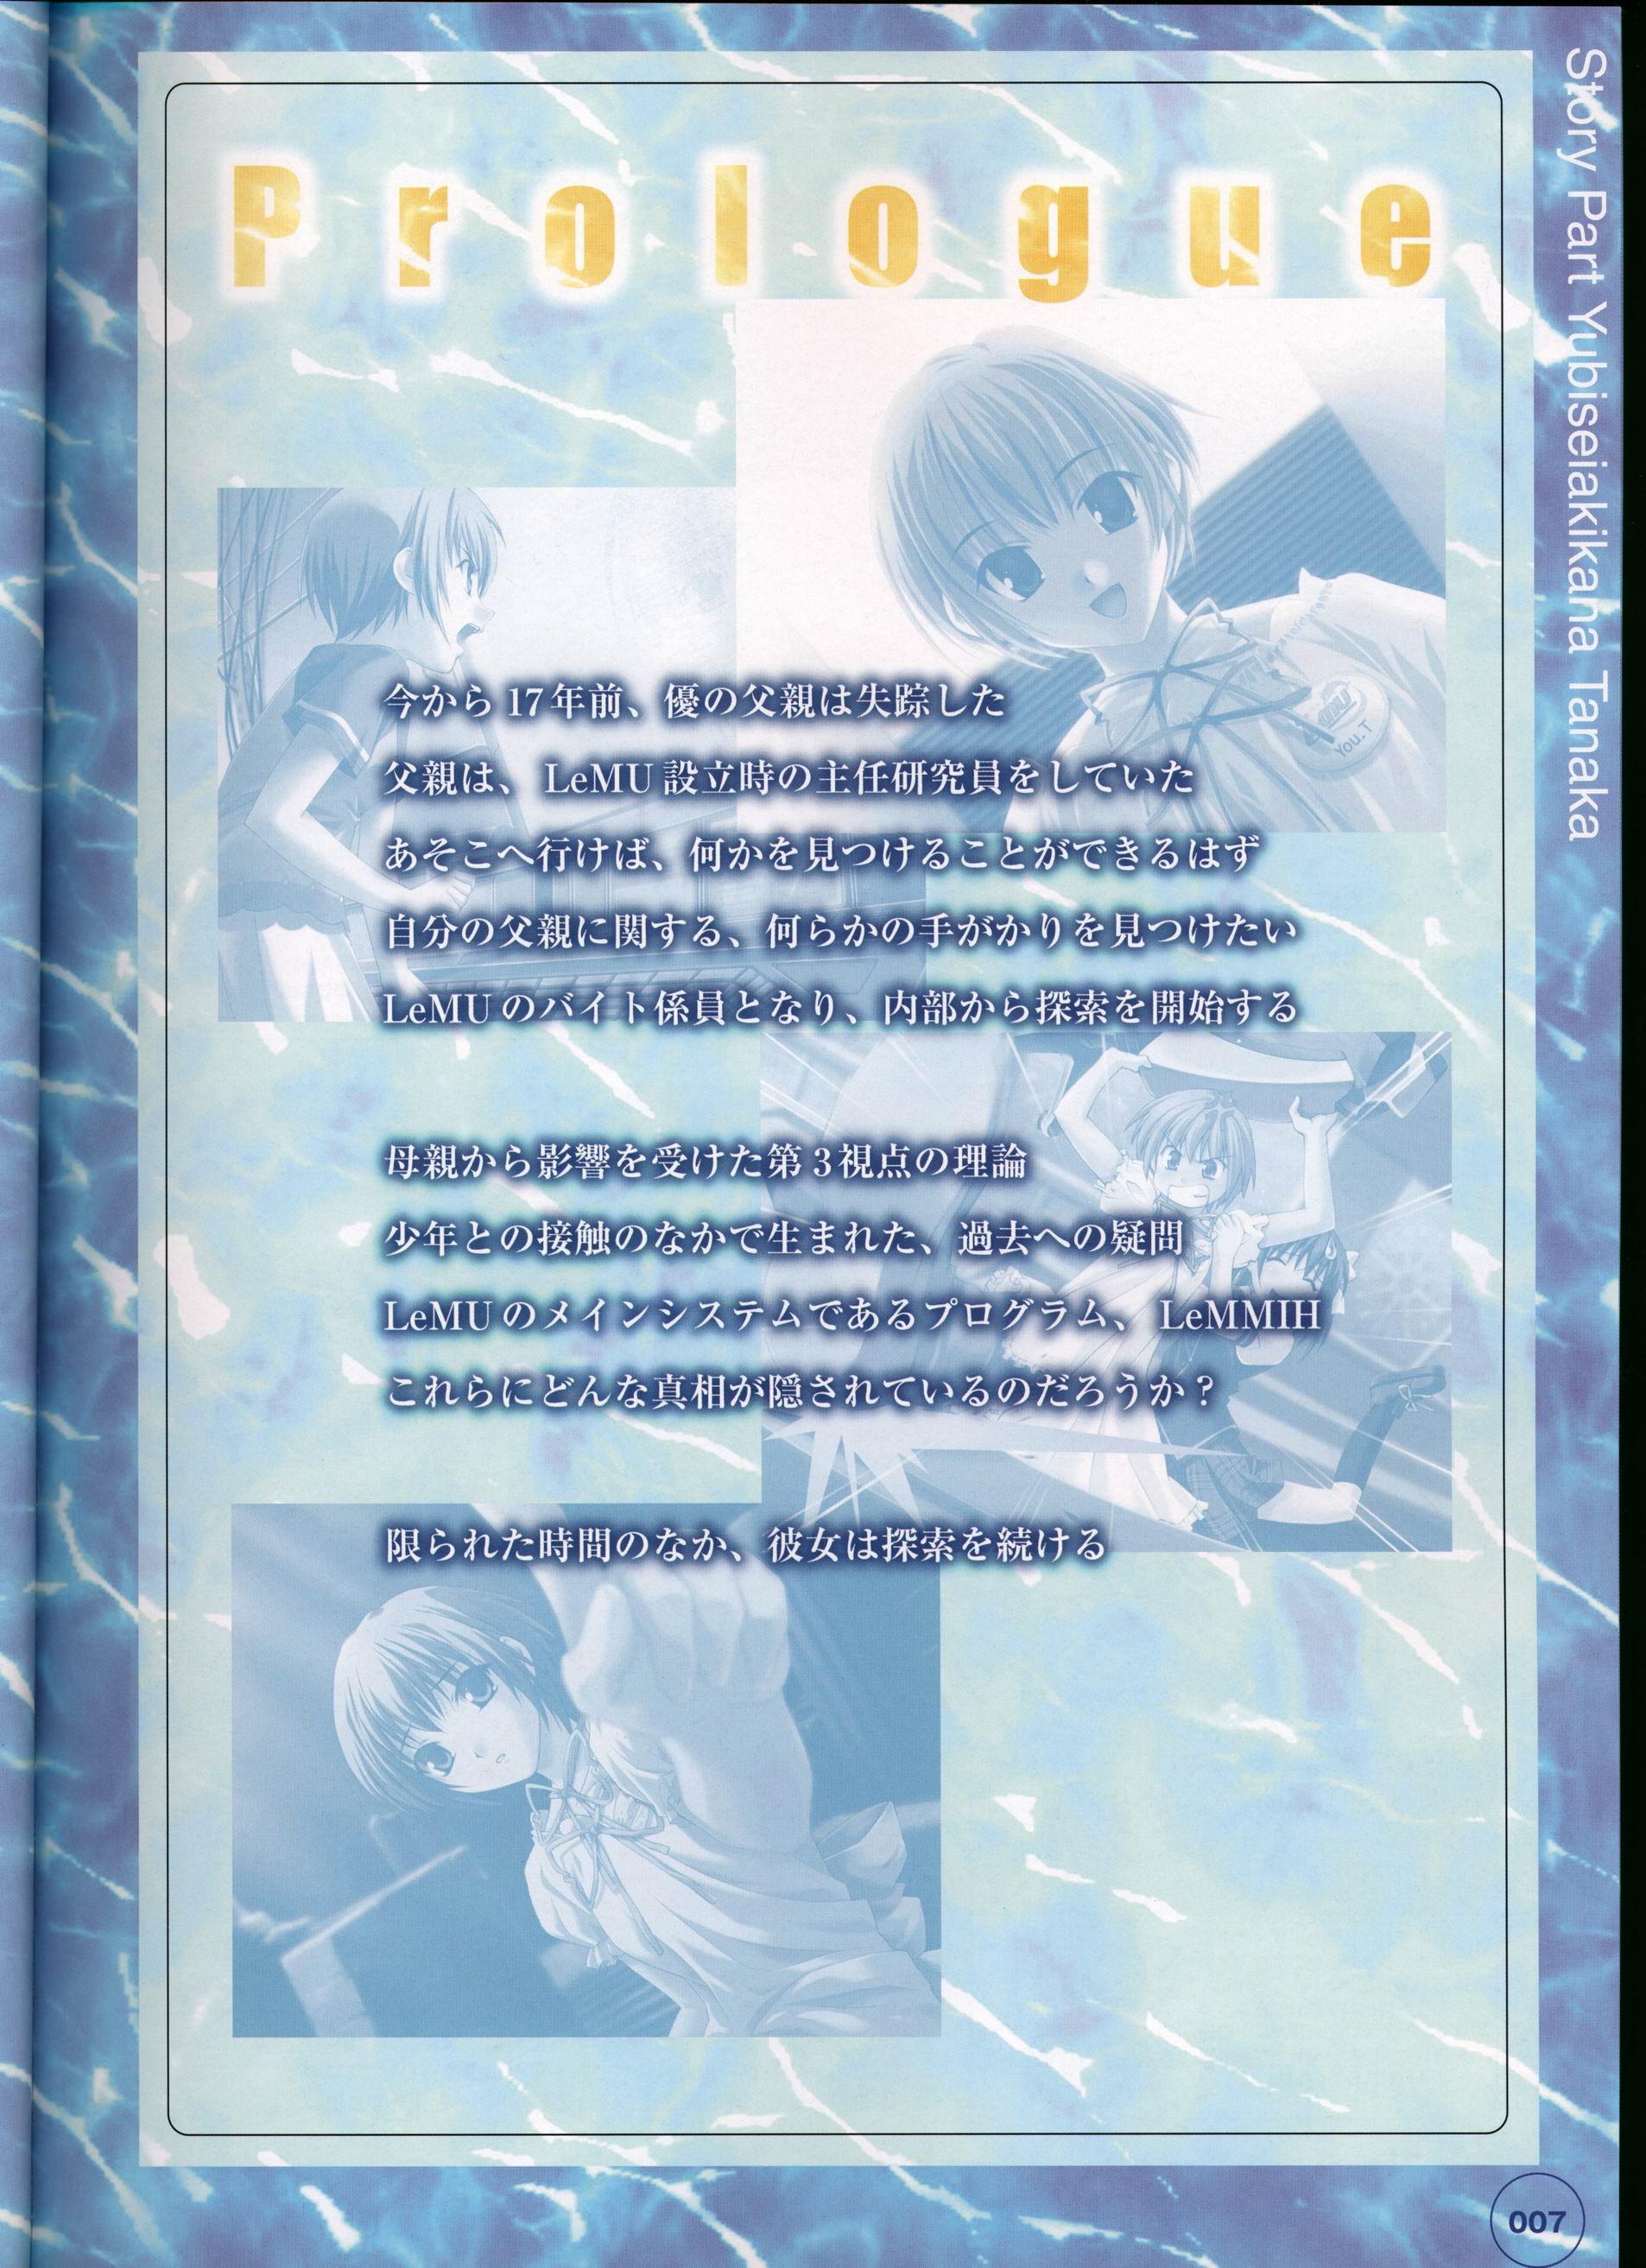 Prologue
今から17年前、優の父親は失踪した
父親は、LeMU設立時の主任研究員をしていた
あそこへ行けば、何かを見つけることができるはず
自分の父親に関する、何らかの手がかりを見つけたい
LeMUのバイト係員となり、内部から探索を開始する
母親から影響を受けた第3視点の理論
少年との接触のなかで生まれた、過去への疑問
LeMUのメインシステムであるプログラム、LeMMIH
これらにどんな真相が隠されているのだろうか？
限られた時間のなか、彼女は探索を続ける
You.T
Story Part Yubiseiakikana Tanaka
007